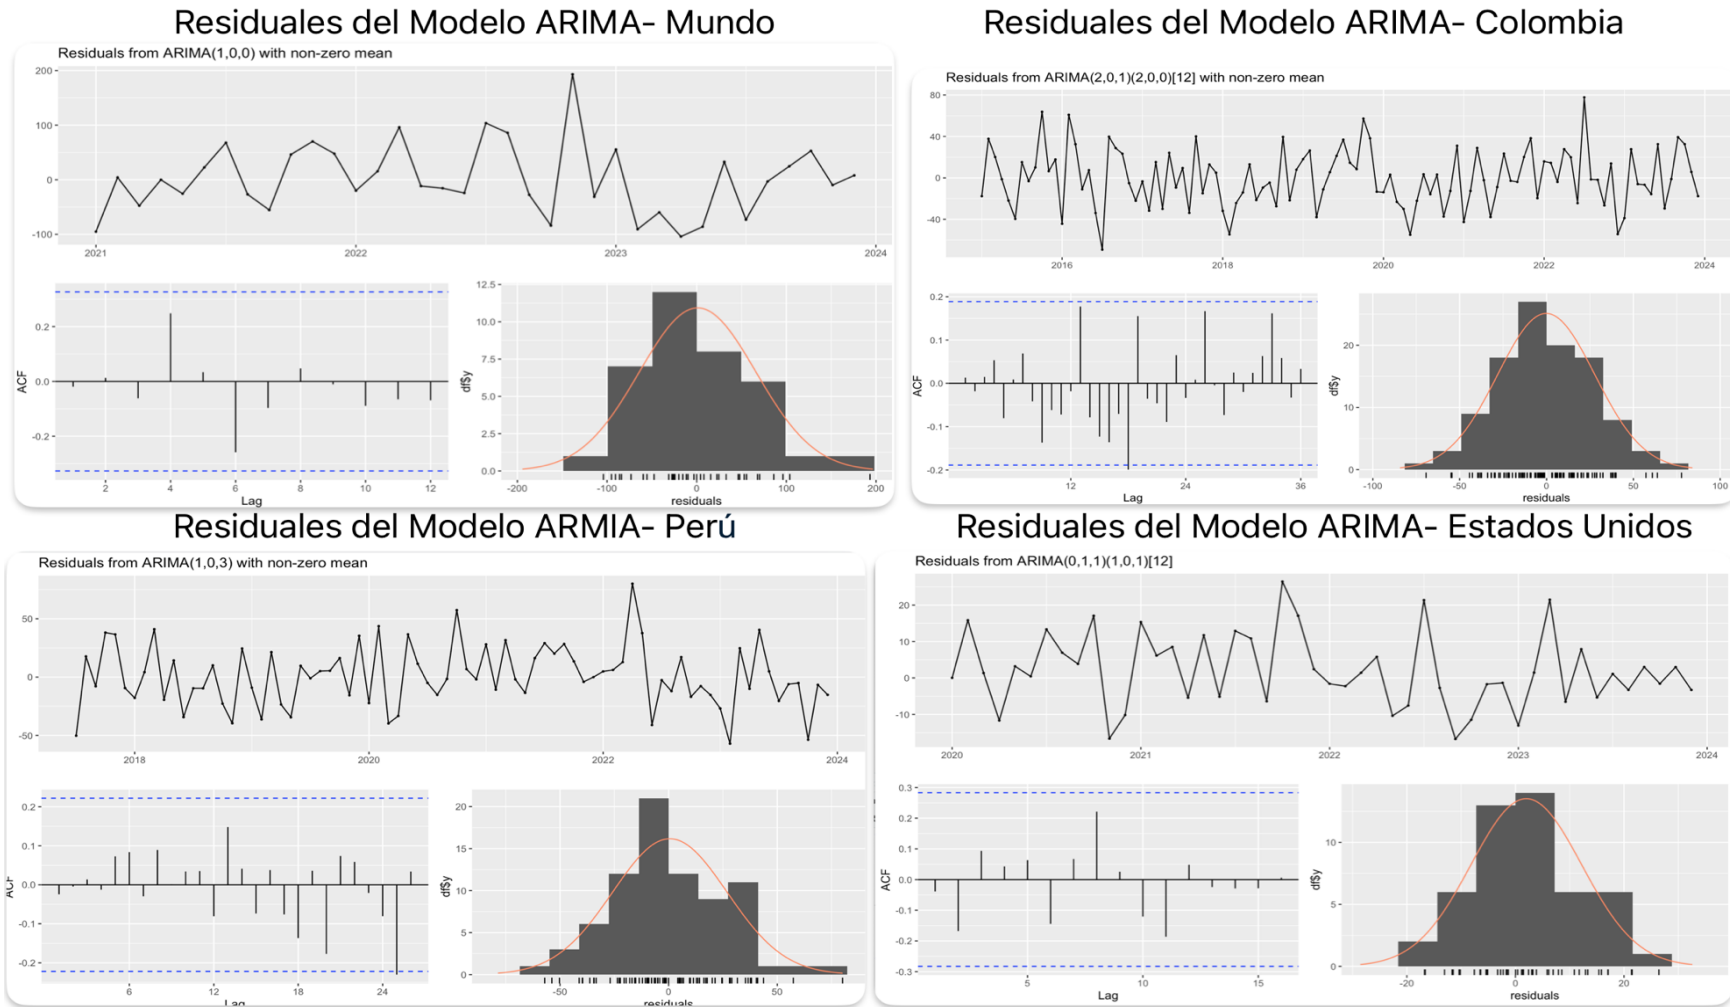 Residuales del Modelo ARIMA- Mundo
Residuals from ARIMA(1,0,0) with non-zero mean
200
100
0
-100
2021 2022 2023 2024
ACF
0.2
0.0
-0.2
2 4 6 8 10 12
Lag
df$y
12.5
10.0
7.5
5.0
2.5
0.0
-200 -100 0 100 200
residuals
Residuales del Modelo ARIMA- Colombia
Residuals from ARIMA(2,0,1)(2,0,0)[12] with non-zero mean
80
40
0
-40
2016 2018 2020 2022 2024
ACF
0.2
0.1
0.0
-0.1
-0.2
12 24 36
Lag
df$y
20
10
0
-100 -50 0 50 100
residuals
Residuales del Modelo ARMIA- Perú
Residuals from ARIMA(1,0,3) with non-zero mean
50
0
-50
2018 2020 2022 2024
ACF
0.2
0.1
0.0
-0.1
-0.2
6 12 18 24
Lag
df$y
20
15
10
5
0
-50 0 50
residuals
Residuales del Modelo ARIMA- Estados Unidos
Residuals from ARIMA(0,1,1)(1,0,1)[12]
20
10
0
-10
2020 2021 2022 2023 2024
ACF
0.3
0.2
0.1
0.0
-0.1
-0.2
-0.3
5 10 15
Lag
df$y
10
5
0
-20 0 20
residuals